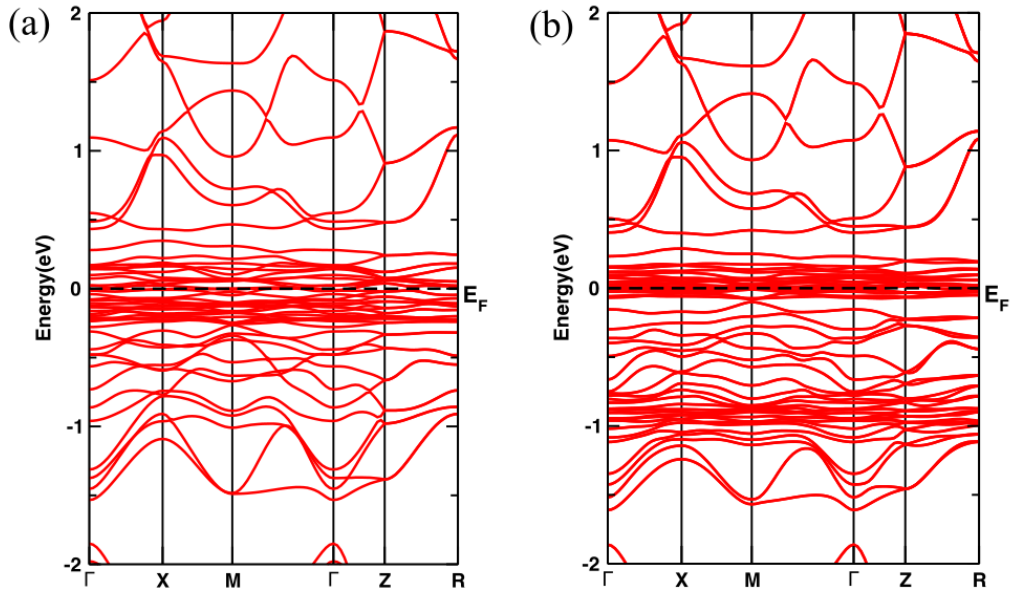 (a)
2
1
0
-1
-2
Energy(eV)
E_F
Γ X M Γ Z R
(b)
2
1
0
-1
-2
Energy(eV)
E_F
Γ X M Γ Z R